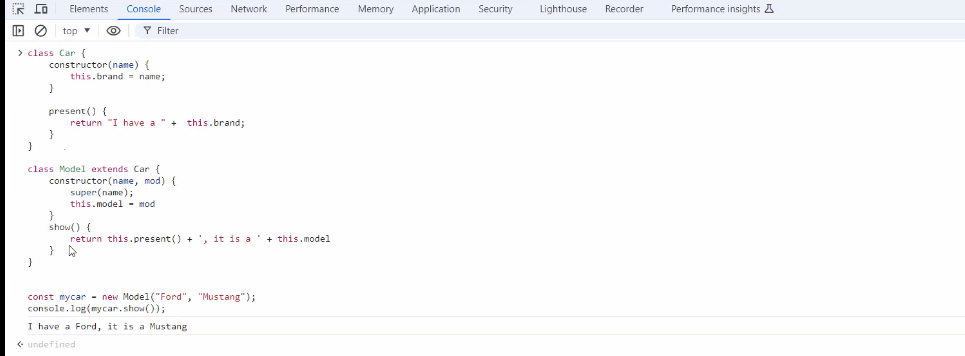 Elements Console Sources Network Performance Memory Application Security Lighthouse Recorder Performance insights
top ▼ Filter
> class Car {
constructor(name) {
this.brand = name;
}
present() {
return "I have a " + this.brand;
}
}
class Model extends Car {
constructor(name, mod) {
super(name);
this.model = mod
}
show() {
return this.present() + ', it is a ' + this.model
}
}
const mycar = new Model("Ford", "Mustang");
console.log(mycar.show());
I have a Ford, it is a Mustang
undefined